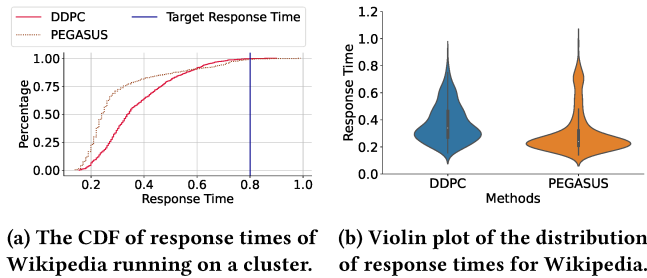 DDPC
PEGASUS
Target Response Time
1.00
0.75
0.50
0.25
0.00
Percentage
0.2 0.4 0.6 0.8 1.0
Response Time
(a) The CDF of response times of
Wikipedia running on a cluster.
1.2
1.0
0.8
0.6
0.4
0.2
0.0
Response Time
DDPC PEGASUS
Methods
(b) Violin plot of the distribution
of response times for Wikipedia.